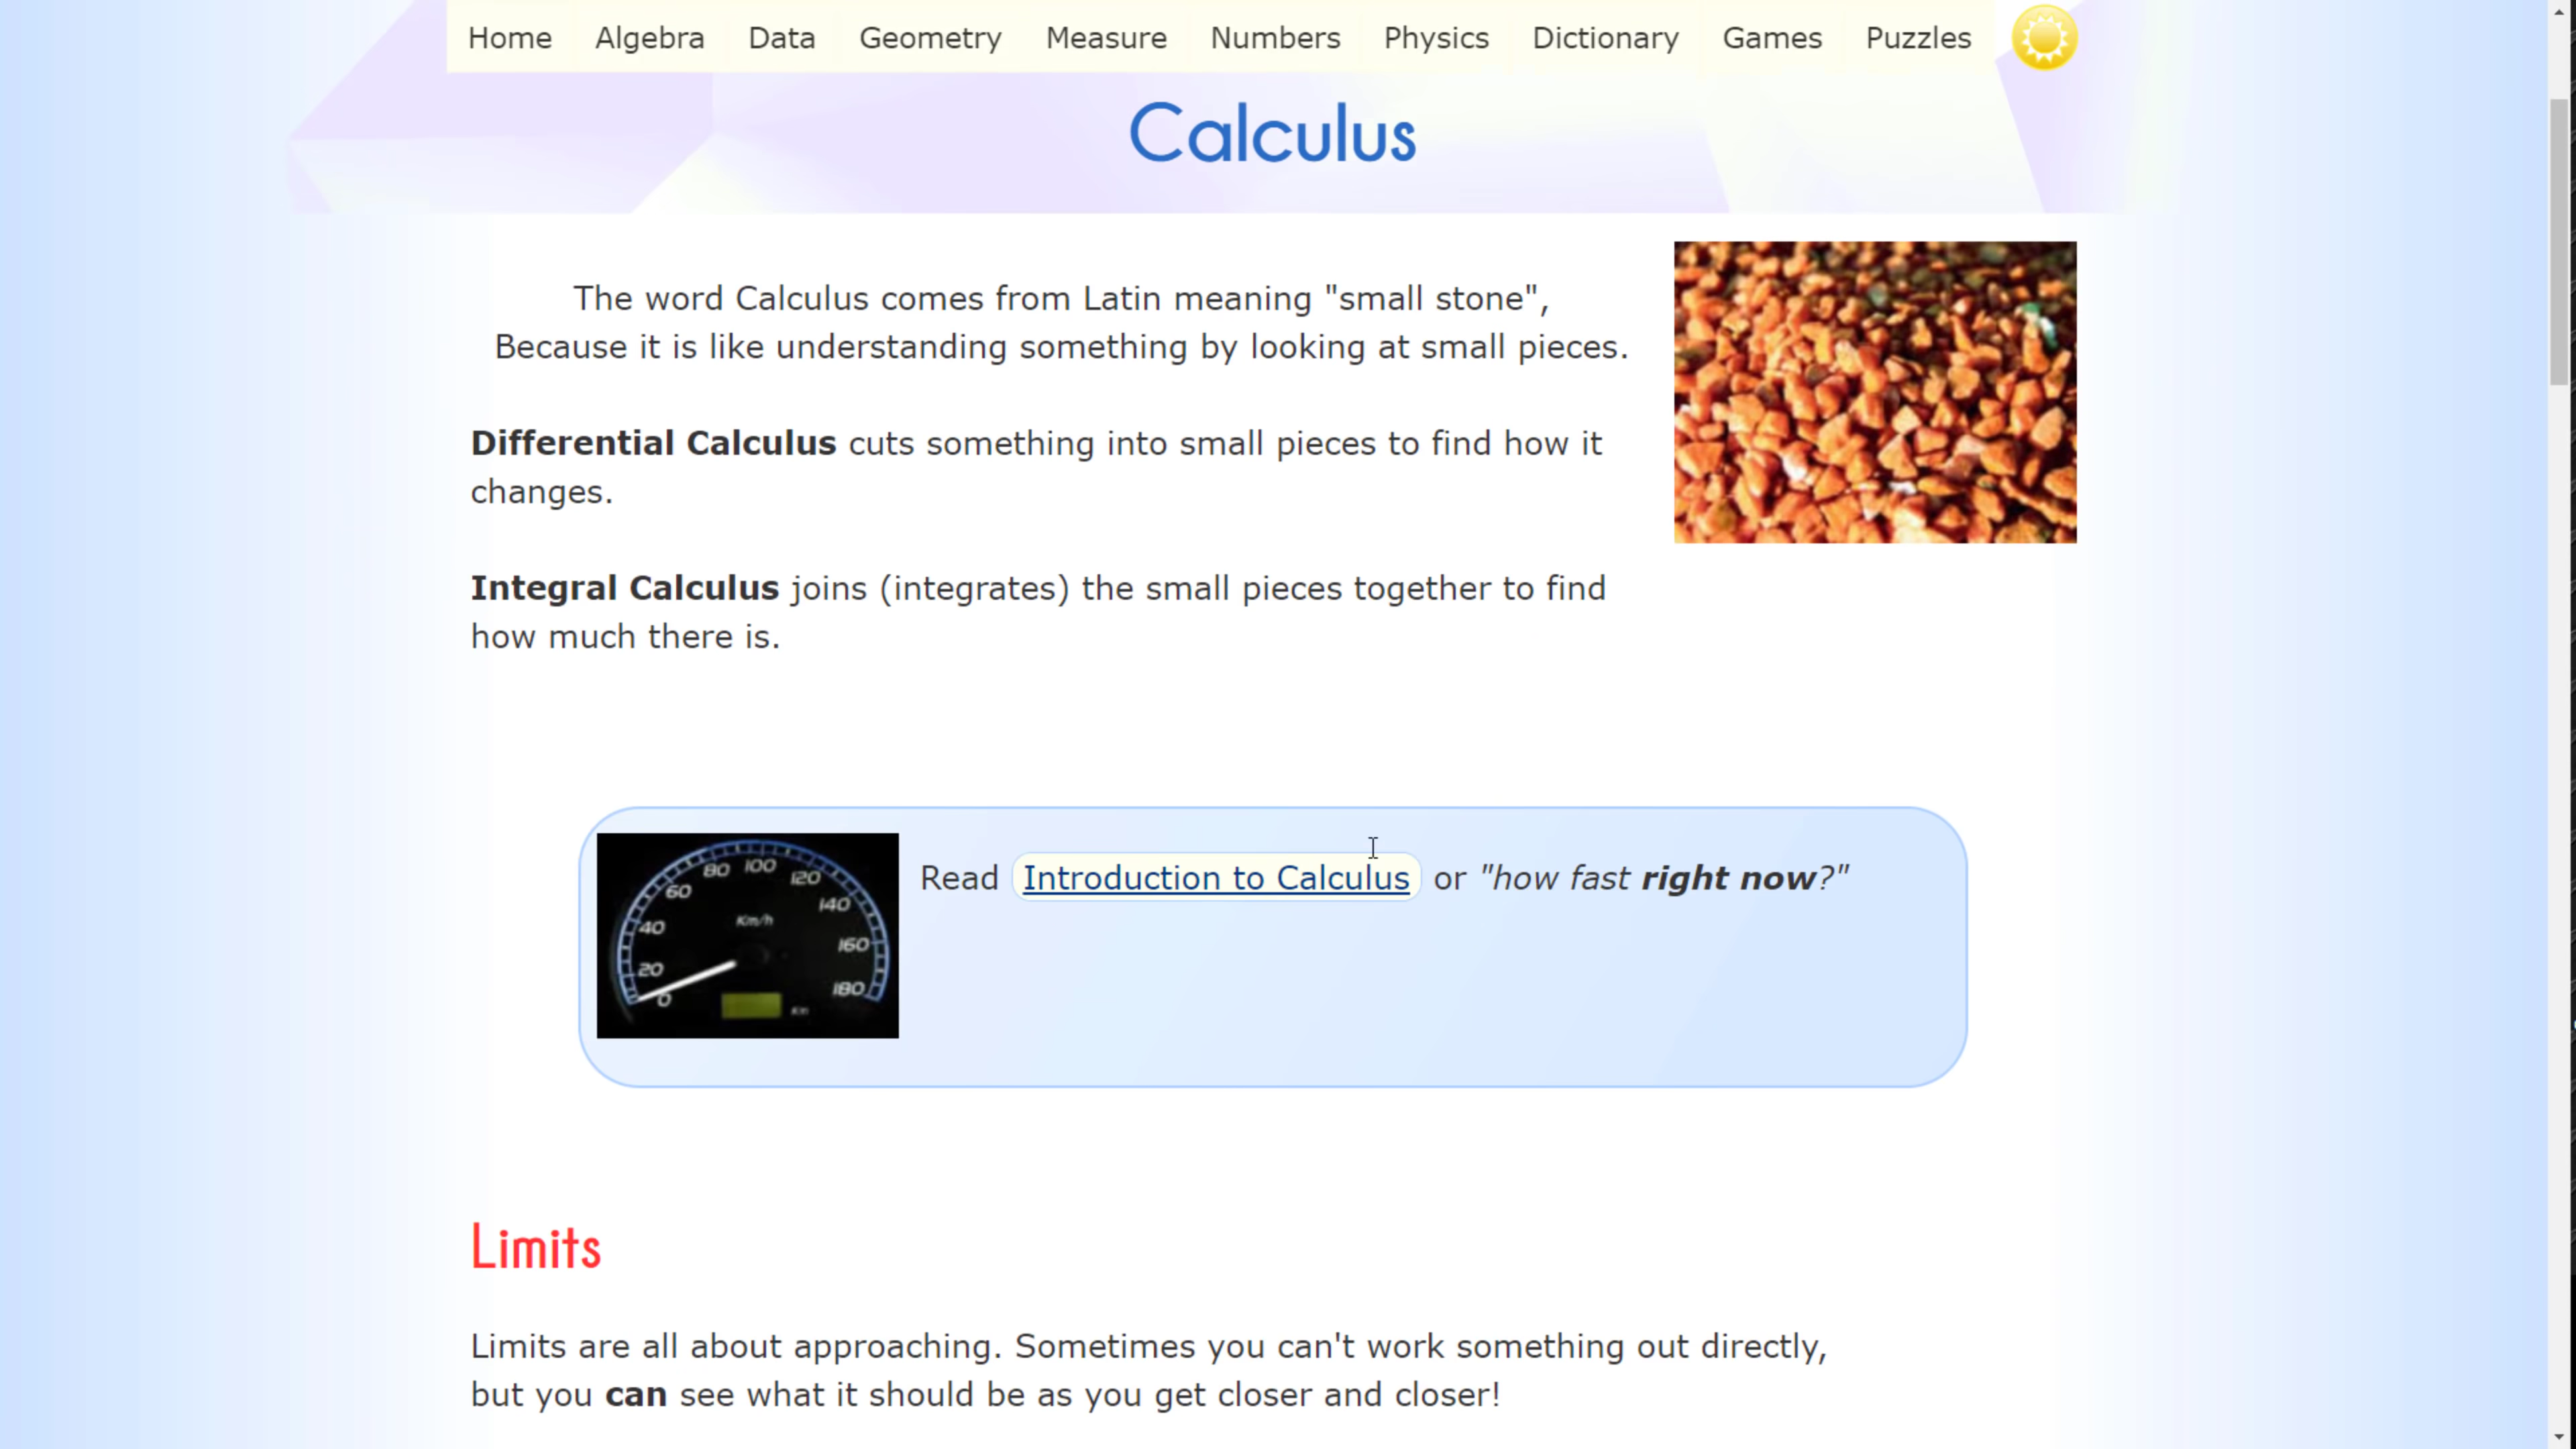 Home Algebra Data Geometry Measure Numbers Physics Dictionary Games Puzzles
Calculus
The word Calculus comes from Latin meaning "small stone",
Because it is like understanding something by looking at small pieces.
Differential Calculus cuts something into small pieces to find how it
changes.
Integral Calculus joins (integrates) the small pieces together to find
how much there is.
Read Introduction to Calculus or "how fast right now?"
0
20
40
60
80
100
120
140
160
180
Km/h
Km
Limits
Limits are all about approaching. Sometimes you can't work something out directly,
but you can see what it should be as you get closer and closer!